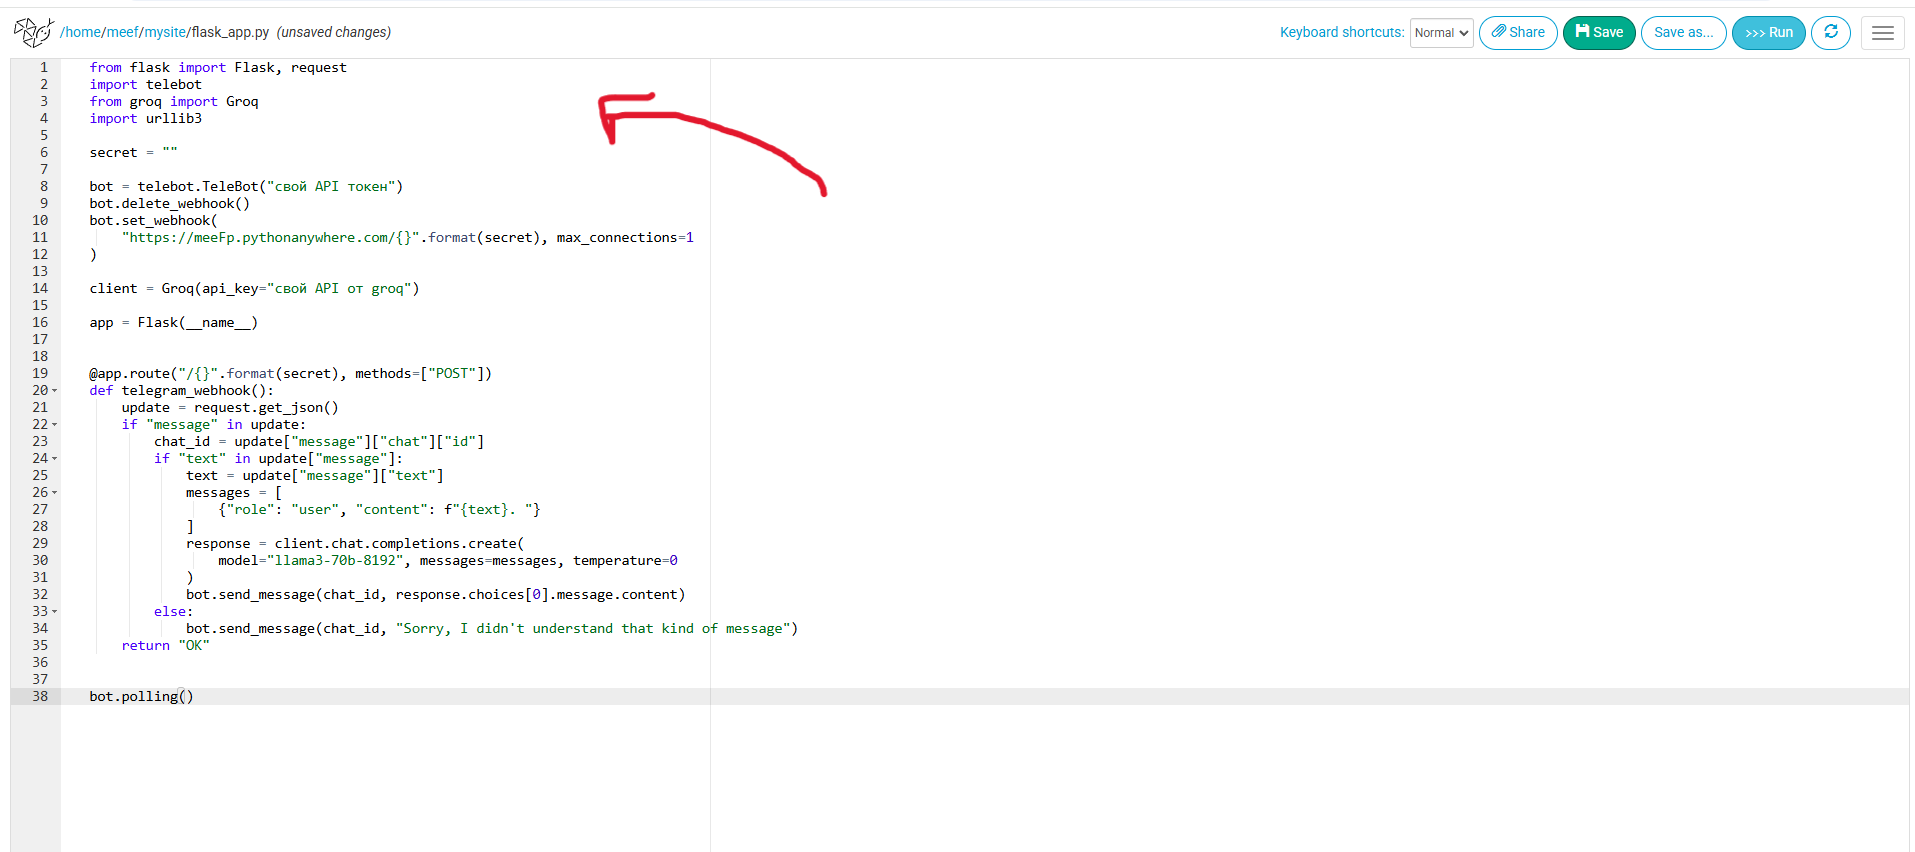 /home/meef/mysite/flask_app.py (unsaved changes) Keyboard shortcuts: Normal Share Save Save as... >>> Run
1 from flask import Flask, request
2 import telebot
3 from groq import Groq
4 import urllib3
5
6 secret = ""
7
8 bot = telebot.TeleBot("свой API токен")
9 bot.delete_webhook()
10 bot.set_webhook(
11 "https://meeFp.pythonanywhere.com/{}".format(secret), max_connections=1
12 )
13
14 client = Groq(api_key="свой API от groq")
15
16 app = Flask(__name__)
17
18
19 @app.route("/{}".format(secret), methods=["POST"])
20 def telegram_webhook():
21 update = request.get_json()
22 if "message" in update:
23 chat_id = update["message"]["chat"]["id"]
24 if "text" in update["message"]:
25 text = update["message"]["text"]
26 messages = [
27 {"role": "user", "content": f"{text}. "}
28 ]
29 response = client.chat.completions.create(
30 model="llama3-70b-8192", messages=messages, temperature=0
31 )
32 bot.send_message(chat_id, response.choices[0].message.content)
33 else:
34 bot.send_message(chat_id, "Sorry, I didn't understand that kind of message")
35 return "OK"
36
37
38 bot.polling()